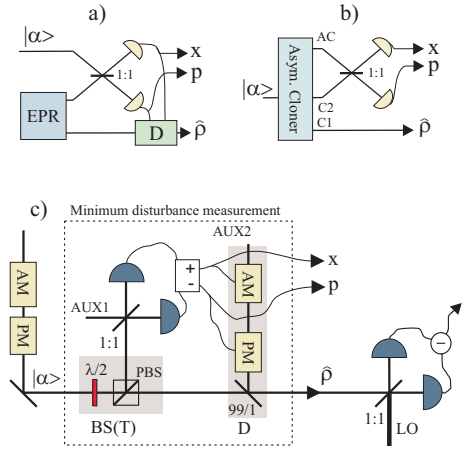 a)
|α>
1:1
x
p
EPR
D
ρ̂
b)
|α>
Asym. Cloner
AC
C2
C1
1:1
x
p
ρ̂
c)
Minimum disturbance measurement
AUX2
AM
PM
AUX1
1:1
+
-
AM
PM
x
p
|α>
λ/2
PBS
BS(T)
99/1
D
ρ̂
1:1
LO
−